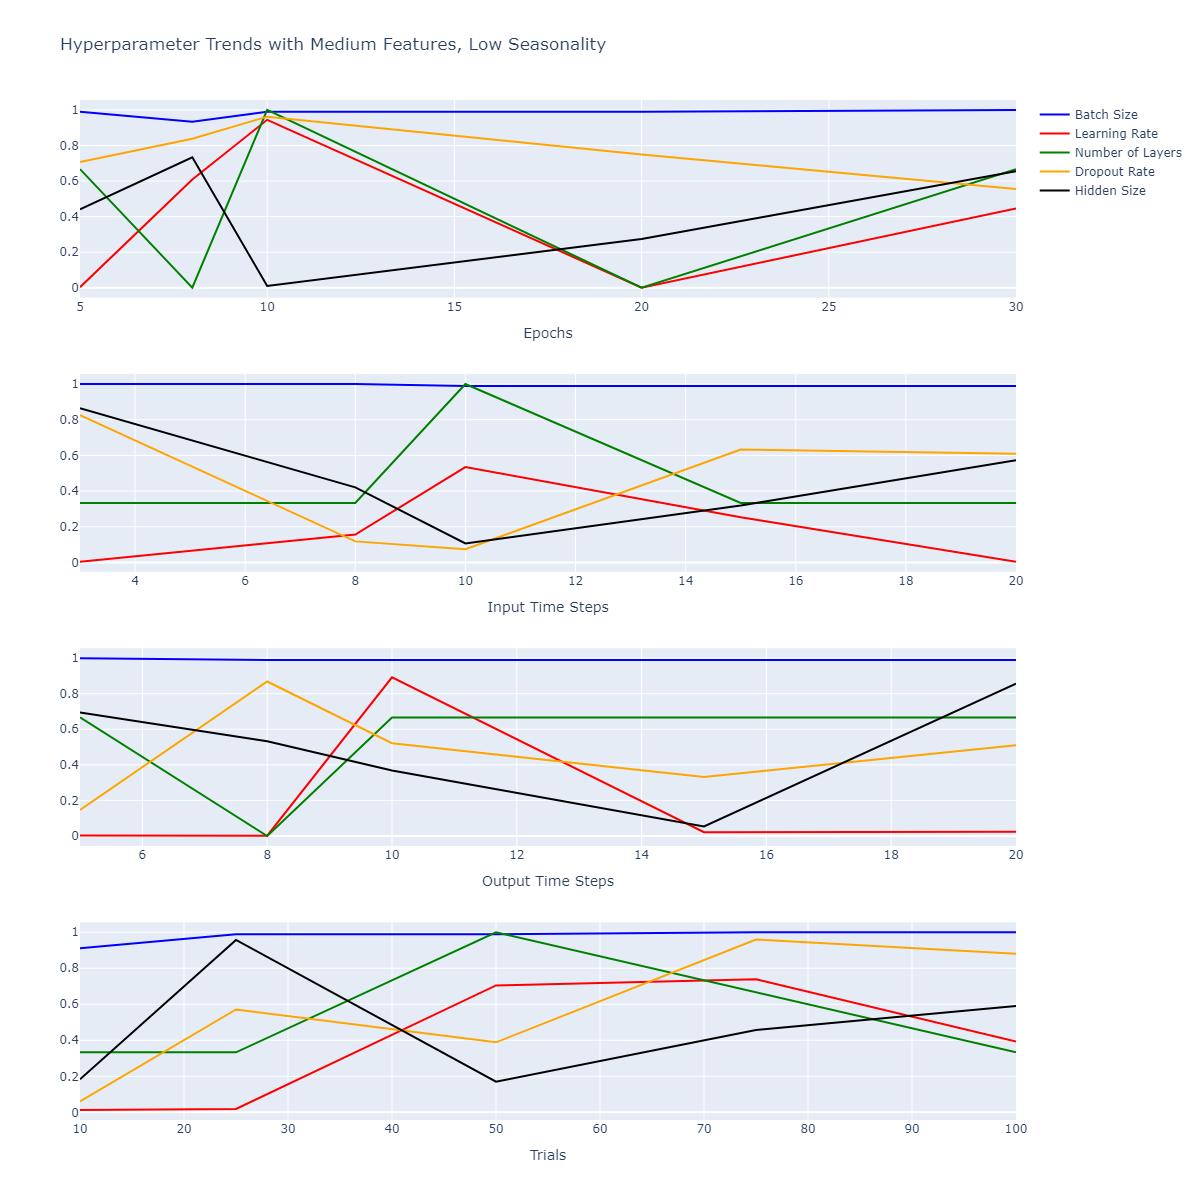 Hyperparameter Trends with Medium Features, Low Seasonality
Batch Size
Learning Rate
Number of Layers
Dropout Rate
Hidden Size
1
0.8
0.6
0.4
0.2
0
5 10 15 20 25 30
Epochs
1
0.8
0.6
0.4
0.2
0
4 6 8 10 12 14 16 18 20
Input Time Steps
1
0.8
0.6
0.4
0.2
0
6 8 10 12 14 16 18 20
Output Time Steps
1
0.8
0.6
0.4
0.2
0
10 20 30 40 50 60 70 80 90 100
Trials